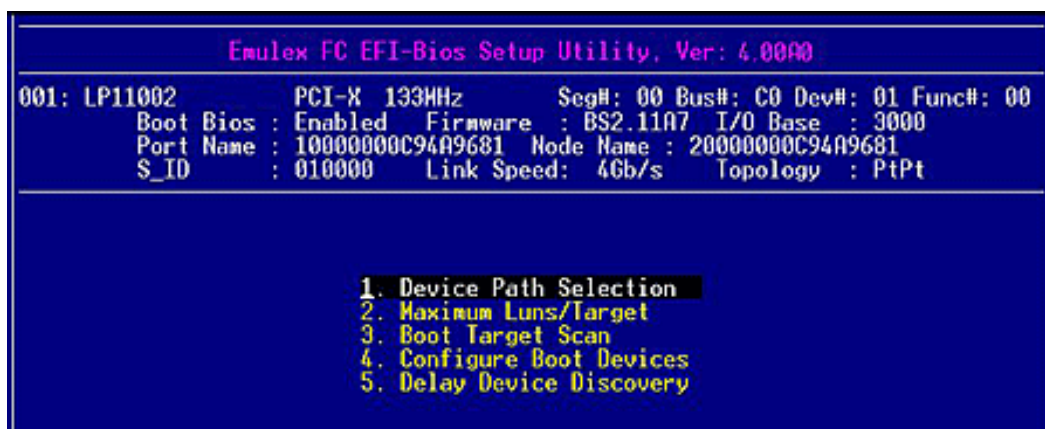 Emulex FC EFI-Bios Setup Utility, Ver: 4.00A0
001: LP11002 PCI-X 133MHz Seg#: 00 Bus#: C0 Dev#: 01 Func#: 00
Boot Bios : Enabled Firmware : BS2.11A7 I/O Base : 3000
Port Name : 10000000C94A9681 Node Name : 20000000C94A9681
S_ID : 010000 Link Speed: 4Gb/s Topology : PtPt
1. Device Path Selection
2. Maximum Luns/Target
3. Boot Target Scan
4. Configure Boot Devices
5. Delay Device Discovery